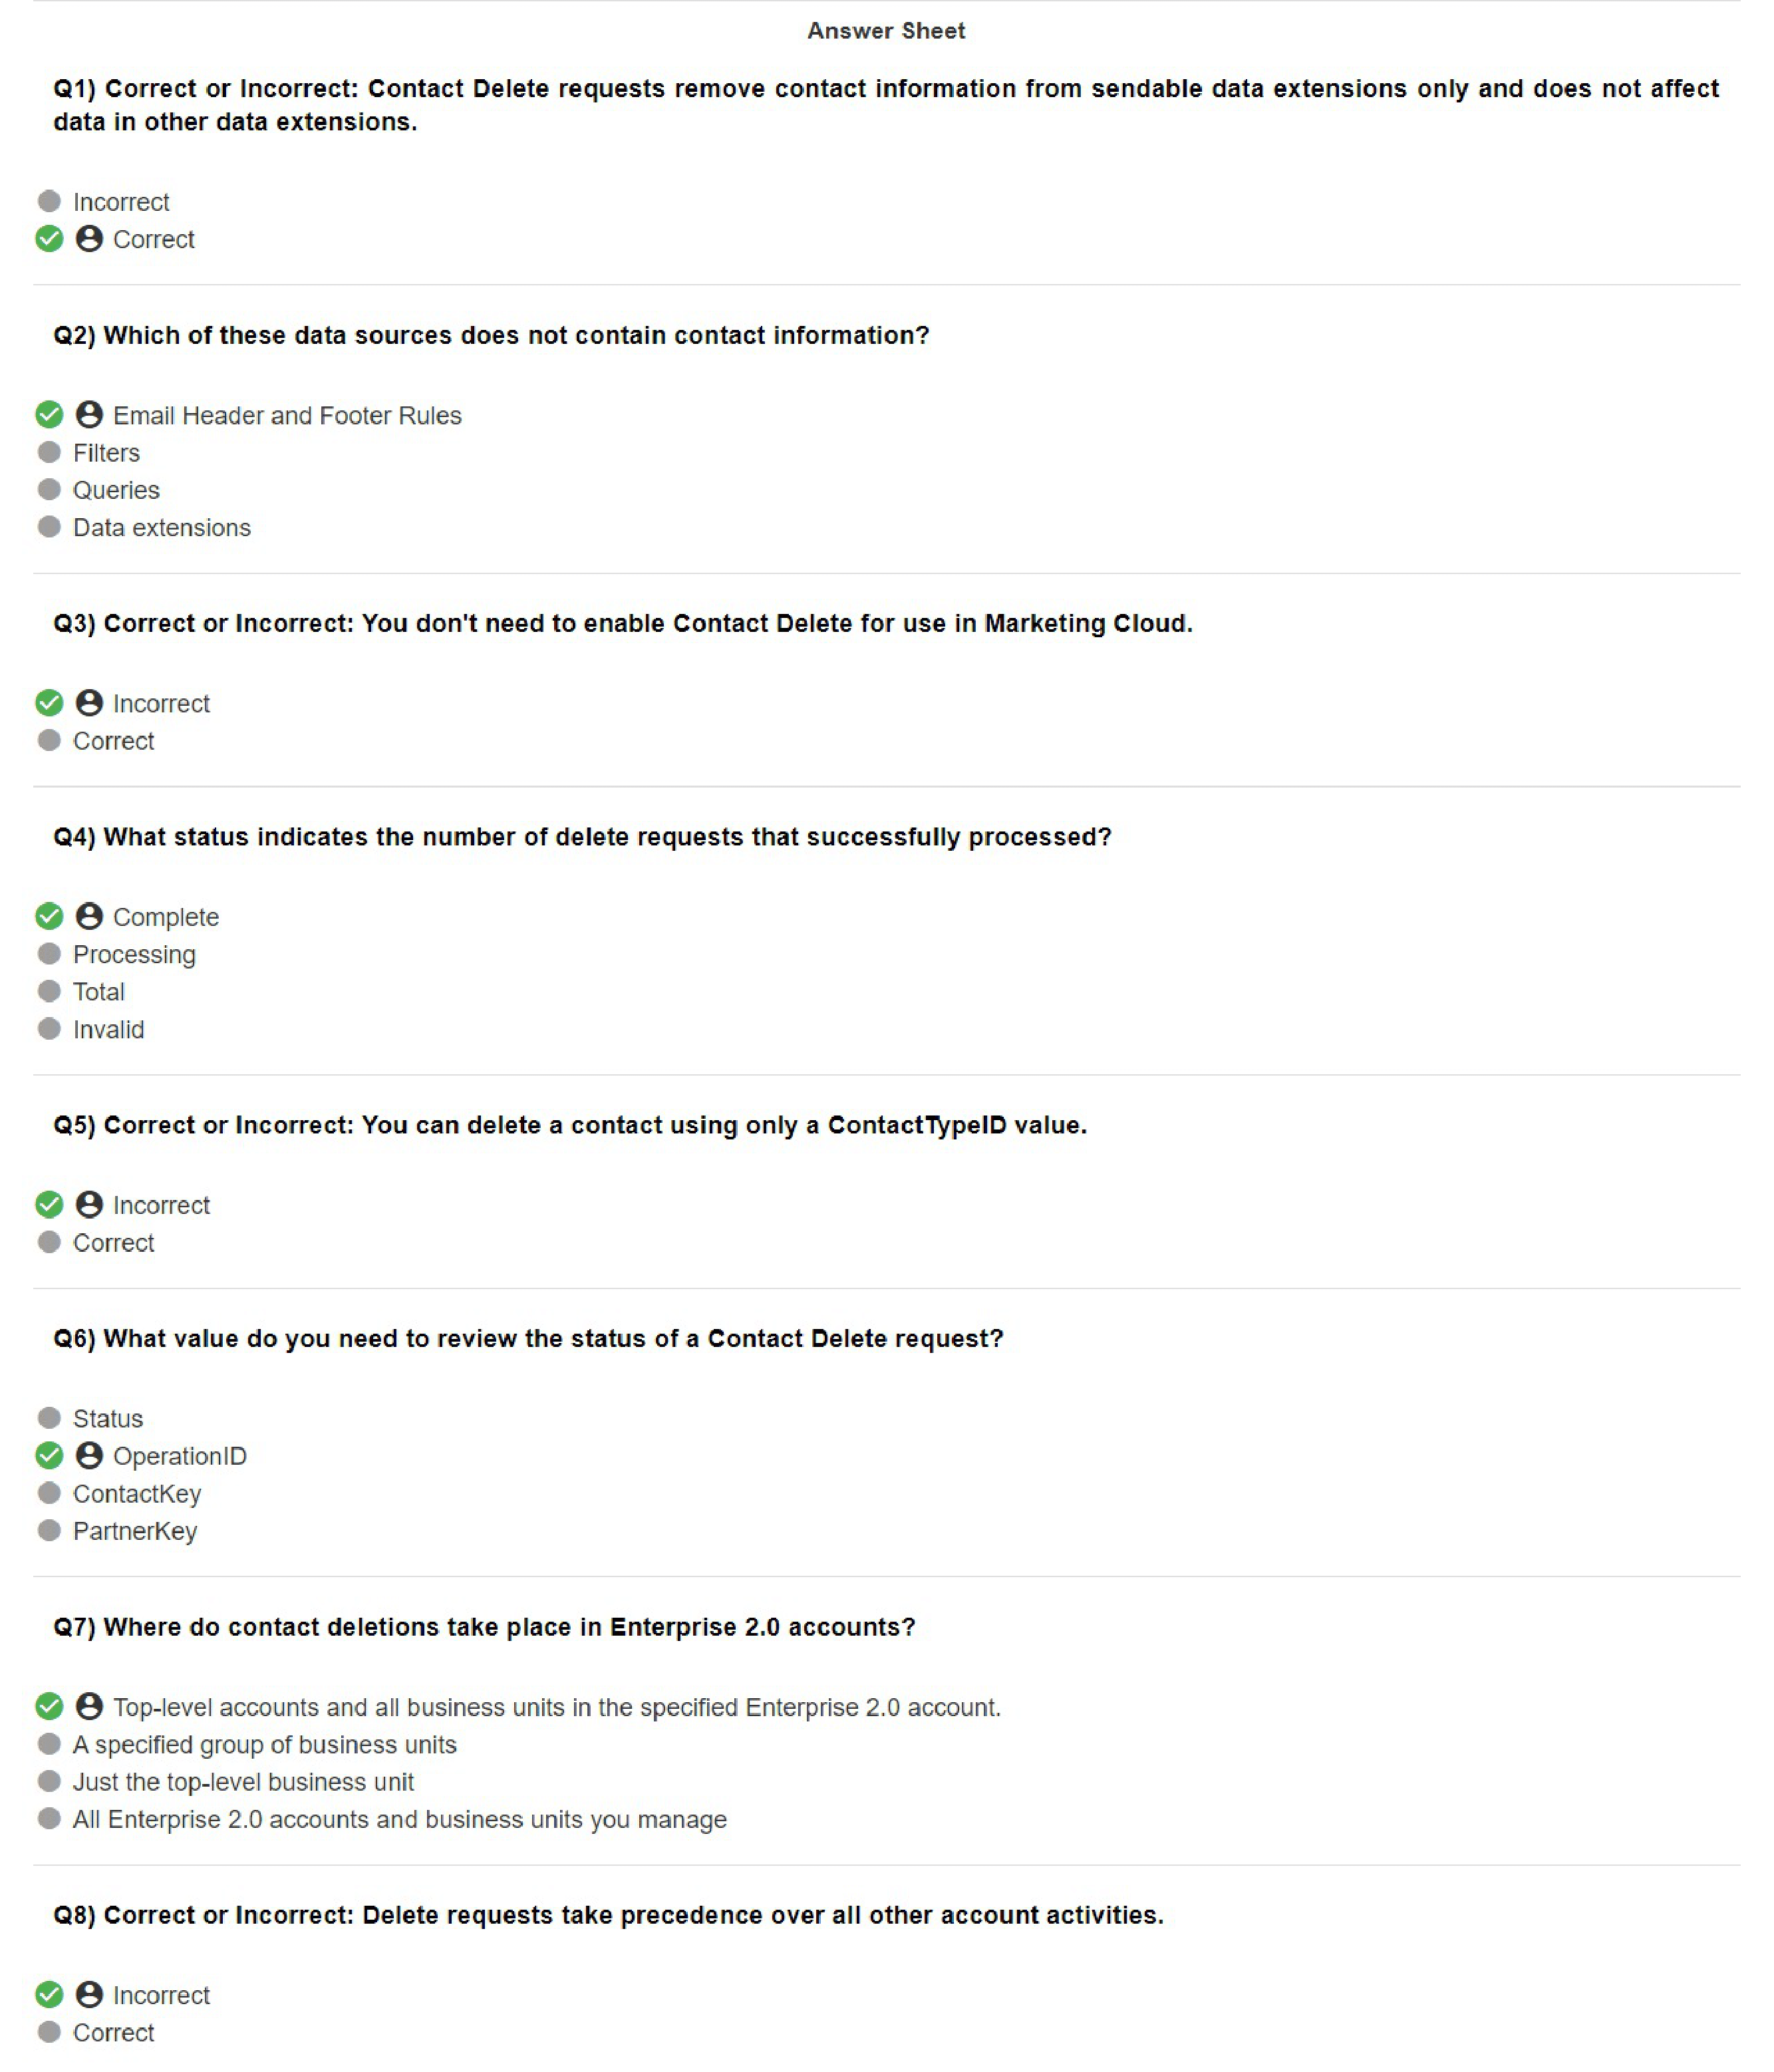 Answer Sheet
Q1) Correct or Incorrect: Contact Delete requests remove contact information from sendable data extensions only and does not affect
data in other data extensions.
Incorrect
Correct
Q2) Which of these data sources does not contain contact information?
Email Header and Footer Rules
Filters
Queries
Data extensions
Q3) Correct or Incorrect: You don't need to enable Contact Delete for use in Marketing Cloud.
Incorrect
Correct
Q4) What status indicates the number of delete requests that successfully processed?
Complete
Processing
Total
Invalid
Q5) Correct or Incorrect: You can delete a contact using only a ContactTypeID value.
Incorrect
Correct
Q6) What value do you need to review the status of a Contact Delete request?
Status
OperationID
ContactKey
PartnerKey
Q7) Where do contact deletions take place in Enterprise 2.0 accounts?
Top-level accounts and all business units in the specified Enterprise 2.0 account.
A specified group of business units
Just the top-level business unit
All Enterprise 2.0 accounts and business units you manage
Q8) Correct or Incorrect: Delete requests take precedence over all other account activities.
Incorrect
Correct